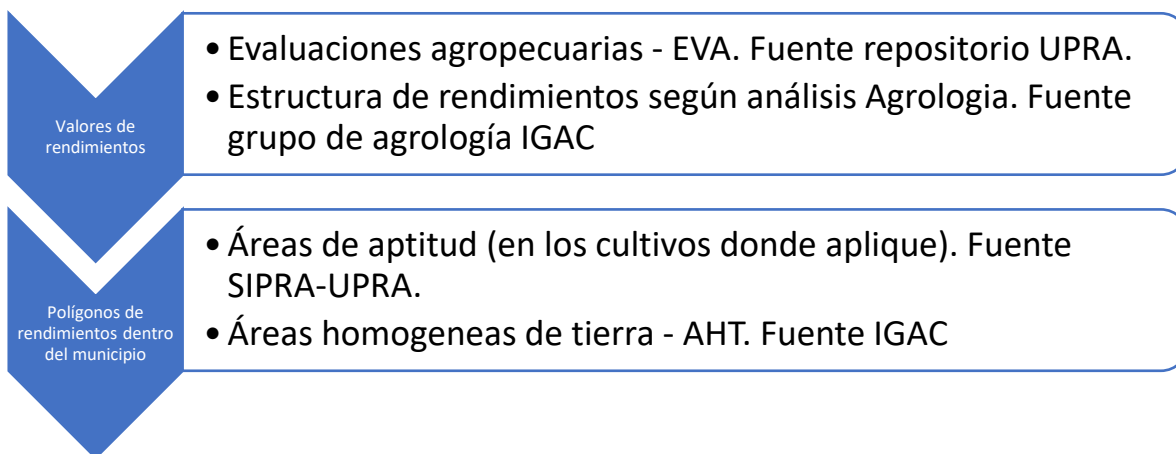 Valores de
rendimientos
• Evaluaciones agropecuarias - EVA. Fuente repositorio UPRA.
• Estructura de rendimientos según análisis Agrologia. Fuente
grupo de agrología IGAC
Polígonos de
rendimientos dentro
del municipio
• Áreas de aptitud (en los cultivos donde aplique). Fuente
SIPRA-UPRA.
• Áreas homogeneas de tierra - AHT. Fuente IGAC